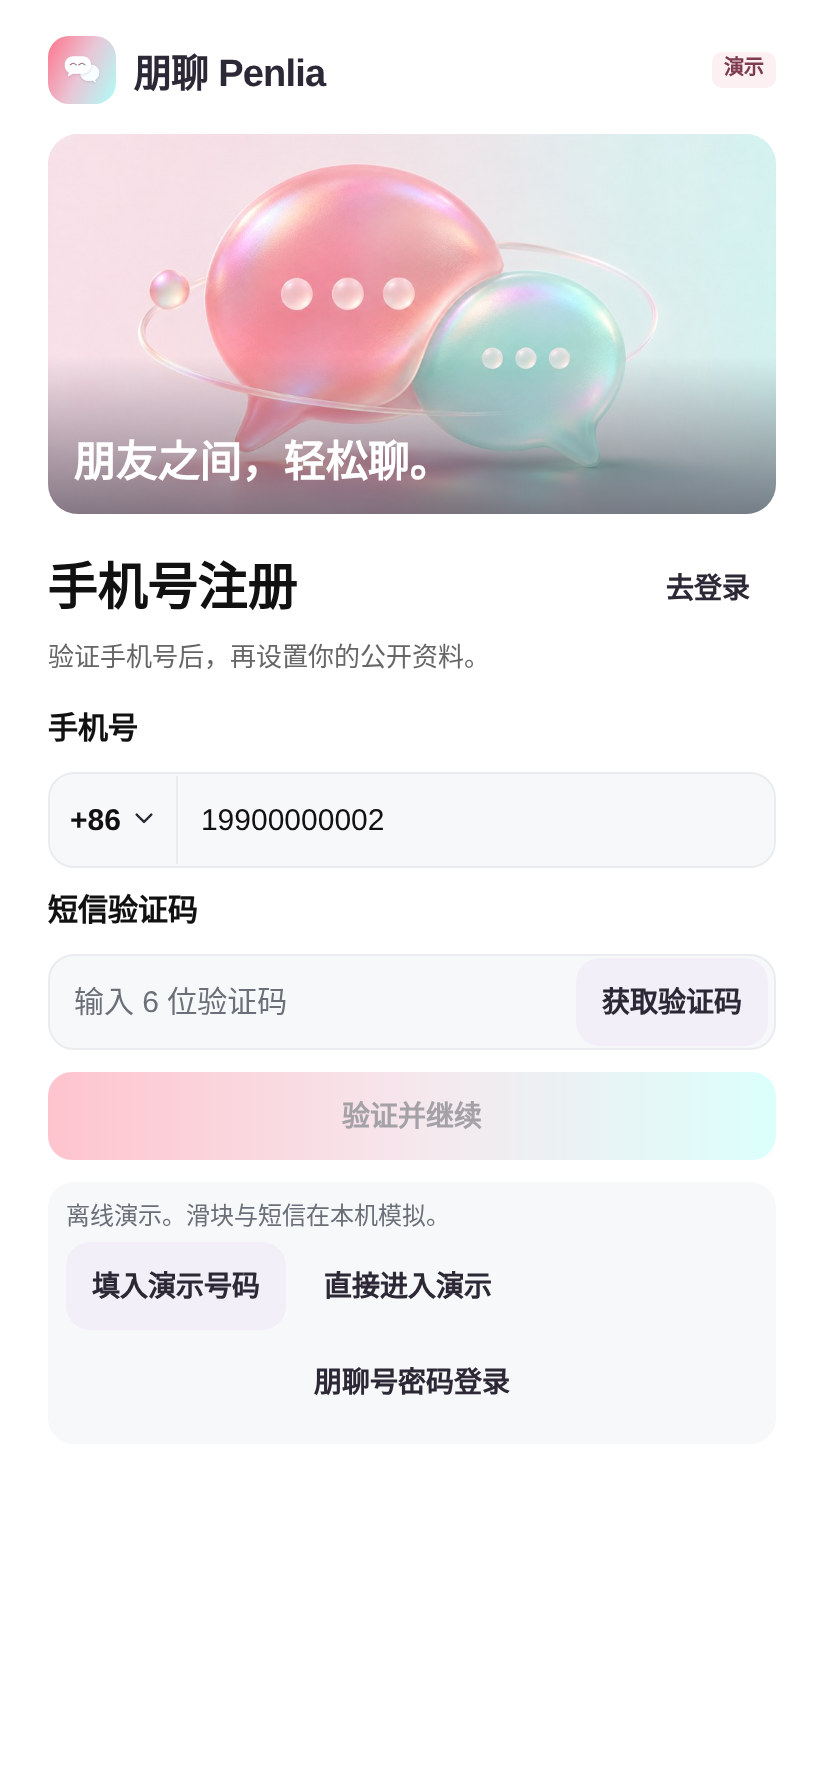 朋聊 Penlia
演示
朋友之间，轻松聊。
手机号注册
去登录
验证手机号后，再设置你的公开资料。
手机号
+86
19900000002
短信验证码
输入 6 位验证码
获取验证码
验证并继续
离线演示。滑块与短信在本机模拟。
填入演示号码
直接进入演示
朋聊号密码登录